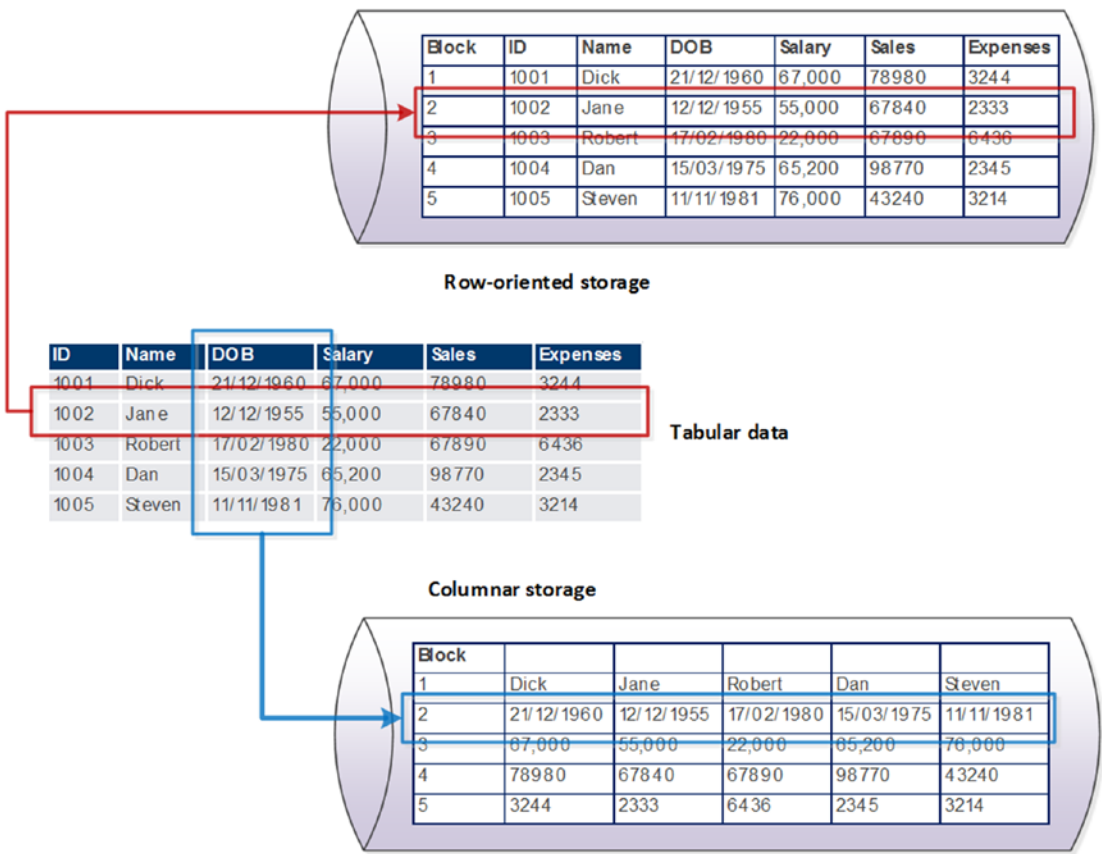 Block ID Name DOB Salary Sales Expenses
1 1001 Dick 21/12/1960 67,000 78980 3244
2 1002 Jane 12/12/1955 55,000 67840 2333
3 1003 Robert 17/02/1980 22,000 67890 6436
4 1004 Dan 15/03/1975 65,200 98770 2345
5 1005 Steven 11/11/1981 76,000 43240 3214
Row-oriented storage
ID Name DOB Salary Sales Expenses
1001 Dick 21/12/1960 67,000 78980 3244
1002 Jane 12/12/1955 55,000 67840 2333
1003 Robert 17/02/1980 22,000 67890 6436
1004 Dan 15/03/1975 65,200 98770 2345
1005 Steven 11/11/1981 76,000 43240 3214
Tabular data
Columnar storage
Block
1 Dick Jane Robert Dan Steven
2 21/12/1960 12/12/1955 17/02/1980 15/03/1975 11/11/1981
3 67,000 55,000 22,000 65,200 76,000
4 78980 67840 67890 98770 43240
5 3244 2333 6436 2345 3214